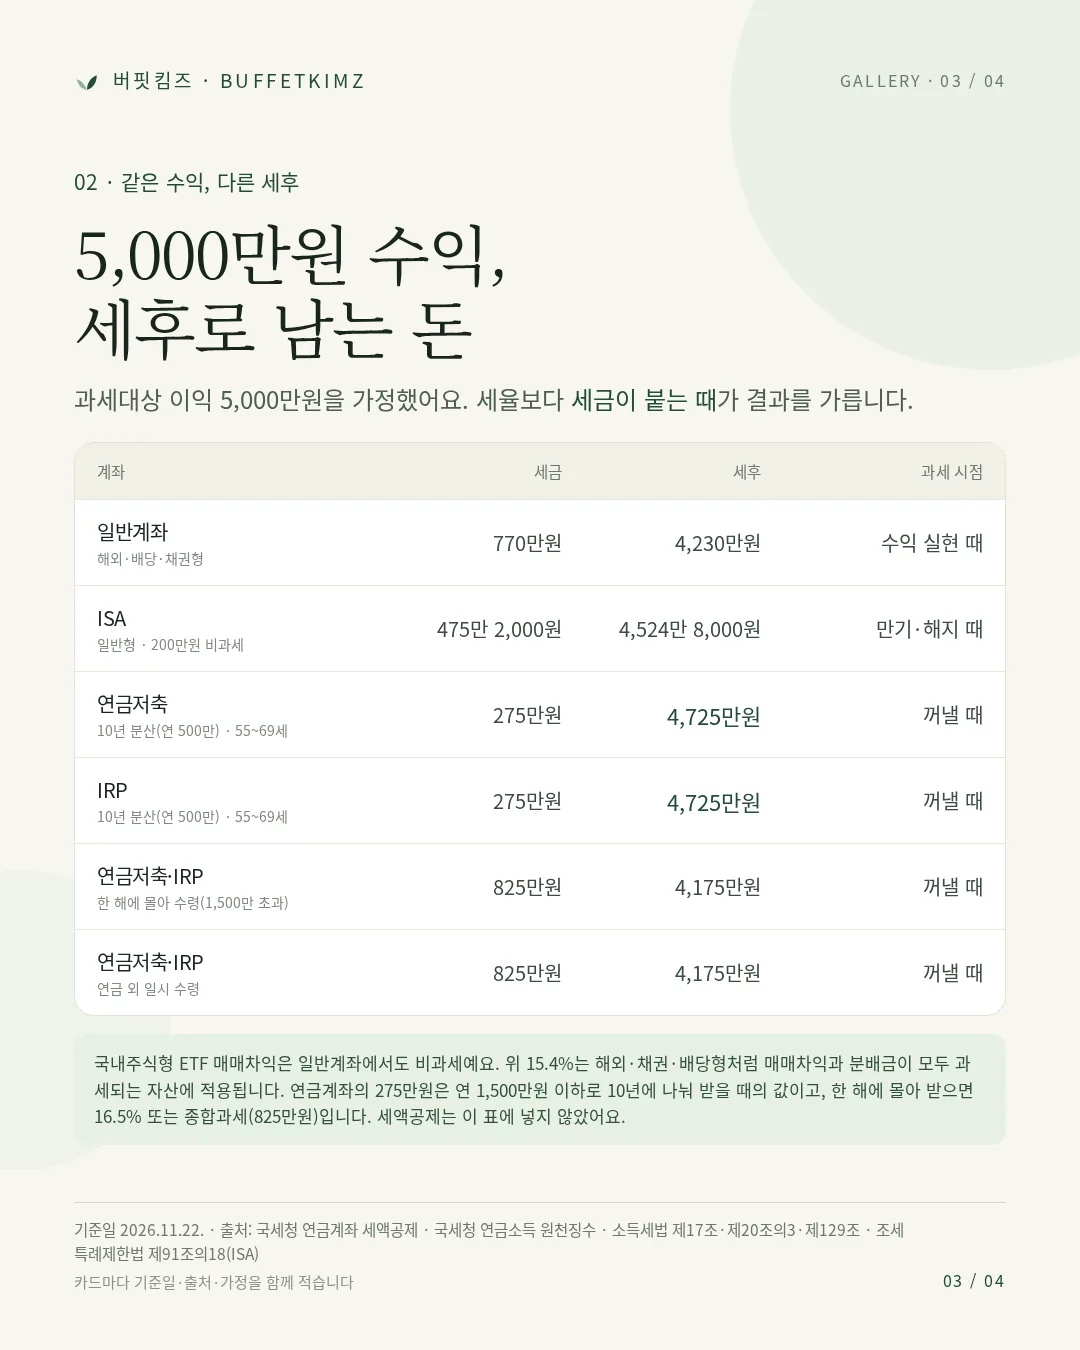 버핏킴즈 · BUFFETKIMZ
GALLERY · 03 / 04
02 · 같은 수익, 다른 세후
5,000만원 수익,
세후로 남는 돈
과세대상 이익 5,000만원을 가정했어요. 세율보다 세금이 붙는 때가 결과를 가릅니다.
계좌 세금 세후 과세 시점
일반계좌
해외·배당·채권형
770만원 4,230만원 수익 실현 때
ISA
일반형 · 200만원 비과세
475만 2,000원 4,524만 8,000원 만기·해지 때
연금저축
10년 분산(연 500만) · 55~69세
275만원 4,725만원 꺼낼 때
IRP
10년 분산(연 500만) · 55~69세
275만원 4,725만원 꺼낼 때
연금저축·IRP
한 해에 몰아 수령(1,500만 초과)
825만원 4,175만원 꺼낼 때
연금저축·IRP
연금 외 일시 수령
825만원 4,175만원 꺼낼 때
국내주식형 ETF 매매차익은 일반계좌에서도 비과세예요. 위 15.4%는 해외·채권·배당형처럼 매매차익과 분배금이 모두 과
세되는 자산에 적용됩니다. 연금계좌의 275만원은 연 1,500만원 이하로 10년에 나눠 받을 때의 값이고, 한 해에 몰아 받으면
16.5% 또는 종합과세(825만원)입니다. 세액공제는 이 표에 넣지 않았어요.
기준일 2026.11.22. · 출처: 국세청 연금계좌 세액공제 · 국세청 연금소득 원천징수 · 소득세법 제17조·제20조의3·제129조 · 조세
특례제한법 제91조의18(ISA)
카드마다 기준일·출처·가정을 함께 적습니다
03 / 04